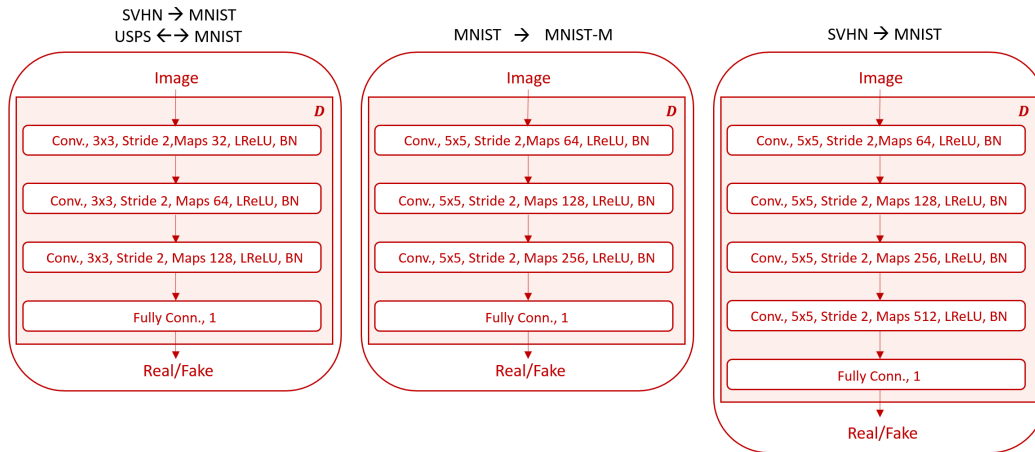 SVHN → MNIST
USPS ←→ MNIST
Image
D
Conv., 3x3, Stride 2,Maps 32, LReLU, BN
Conv., 3x3, Stride 2, Maps 64, LReLU, BN
Conv., 3x3, Stride 2, Maps 128, LReLU, BN
Fully Conn., 1
Real/Fake
MNIST → MNIST-M
Image
D
Conv., 5x5, Stride 2,Maps 64, LReLU, BN
Conv., 5x5, Stride 2, Maps 128, LReLU, BN
Conv., 5x5, Stride 2, Maps 256, LReLU, BN
Fully Conn., 1
Real/Fake
SVHN → MNIST
Image
D
Conv., 5x5, Stride 2,Maps 64, LReLU, BN
Conv., 5x5, Stride 2, Maps 128, LReLU, BN
Conv., 5x5, Stride 2, Maps 256, LReLU, BN
Conv., 5x5, Stride 2, Maps 512, LReLU, BN
Fully Conn., 1
Real/Fake